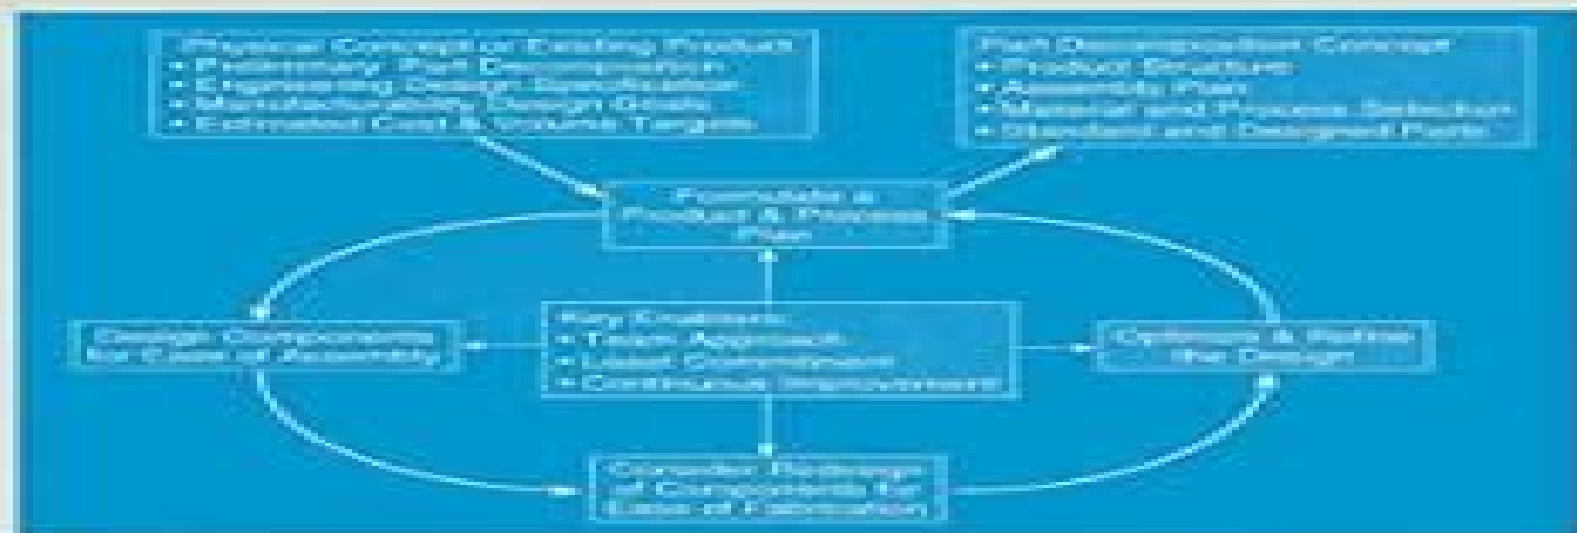 Physical Concept or Existing Product
• Preliminary Part Decomposition
• Engineering Design Specification
• Manufacturability Design Goals
• Estimated Cost & Volume Targets
Part Decomposition Concept
• Product Structure
• Assembly Plan
• Material and Process Selection
• Standard and Designed Parts
Formulate a
Product & Process
Plan
Design Components
for Ease of Assembly
Key Enablers:
• Team Approach
• Least Commitment
• Continuous Improvement
Optimize & Refine
the Design
Consider Redesign
of Components for
Ease of Fabrication